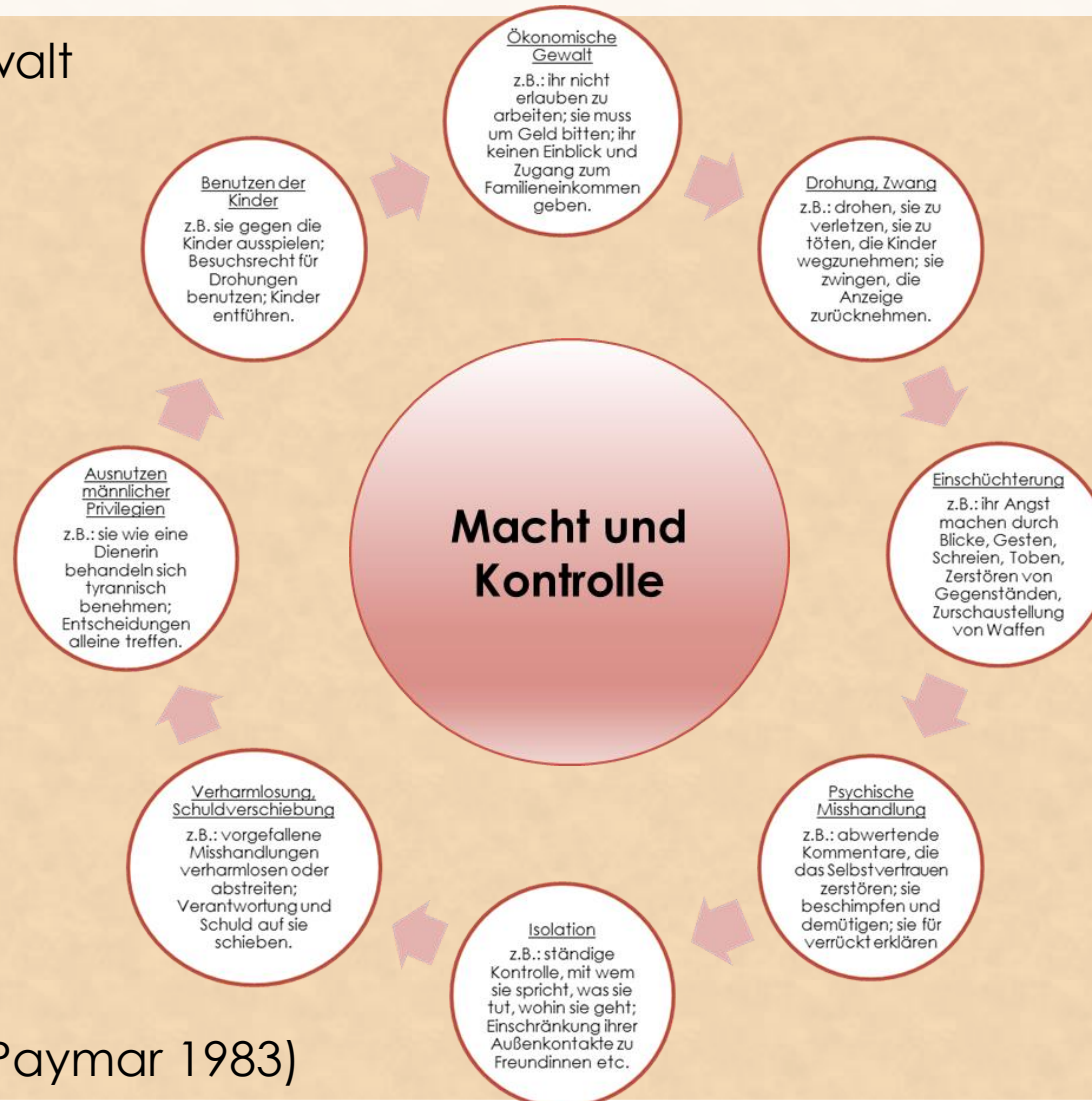 walt
Ökonomische
Gewalt
z.B.: ihr nicht
erlauben zu
arbeiten; sie muss
um Geld bitten; ihr
keinen Einblick und
Zugang zum
Familieneinkommen
geben.
Drohung, Zwang
z.B.: drohen, sie zu
verletzen, sie zu
töten, die Kinder
wegzunehmen; sie
zwingen, die
Anzeige
zurücknehmen.
Einschüchterung
z.B.: ihr Angst
machen durch
Blicke, Gesten,
Schreien, Toben,
Zerstören von
Gegenständen,
Zurschaustellung
von Waffen
Psychische
Misshandlung
z.B.: abwertende
Kommentare, die
das Selbstvertrauen
zerstören; sie
beschimpfen und
demütigen; sie für
verrückt erklären
Isolation
z.B.: ständige
Kontrolle, mit wem
sie spricht, was sie
tut, wohin sie geht;
Einschränkung ihrer
Außenkontakte zu
Freundinnen etc.
Verharmlosung,
Schuldverschiebung
z.B.: vorgefallene
Misshandlungen
verharmlosen oder
abstreiten;
Verantwortung und
Schuld auf sie
schieben.
Ausnutzen
männlicher
Privilegien
z.B.: sie wie eine
Dienerin
behandeln sich
tyrannisch
benehmen;
Entscheidungen
alleine treffen.
Benutzen der
Kinder
z.B. sie gegen die
Kinder ausspielen;
Besuchsrecht für
Drohungen
benutzen; Kinder
entführen.
Macht und
Kontrolle
Paymar 1983)